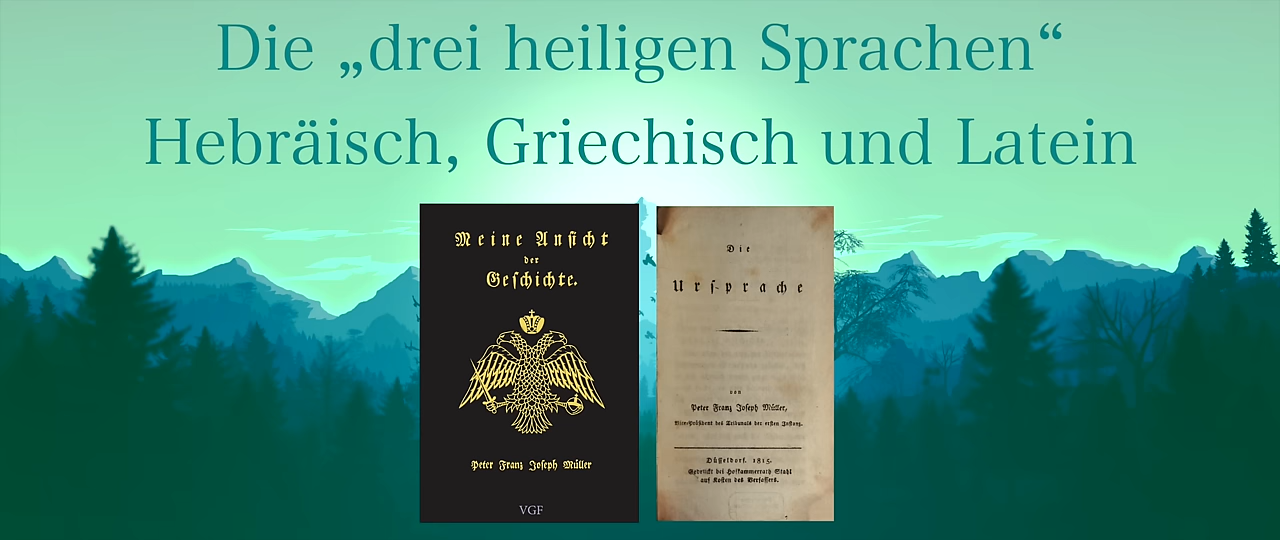 Die „drei heiligen Sprachen“
Hebräisch, Griechisch und Latein
Meine Ansicht
der
Geschichte.
Peter Franz Joseph Müller
VGF
Die
Ursprache
von
Peter Franz Joseph Müller,
Vice-Präsident des Tribunals der ersten Instanz.
Düsseldorf. 1815.
Gedruckt bei Hofkammerrath Stahl
auf Kosten des Verfassers.